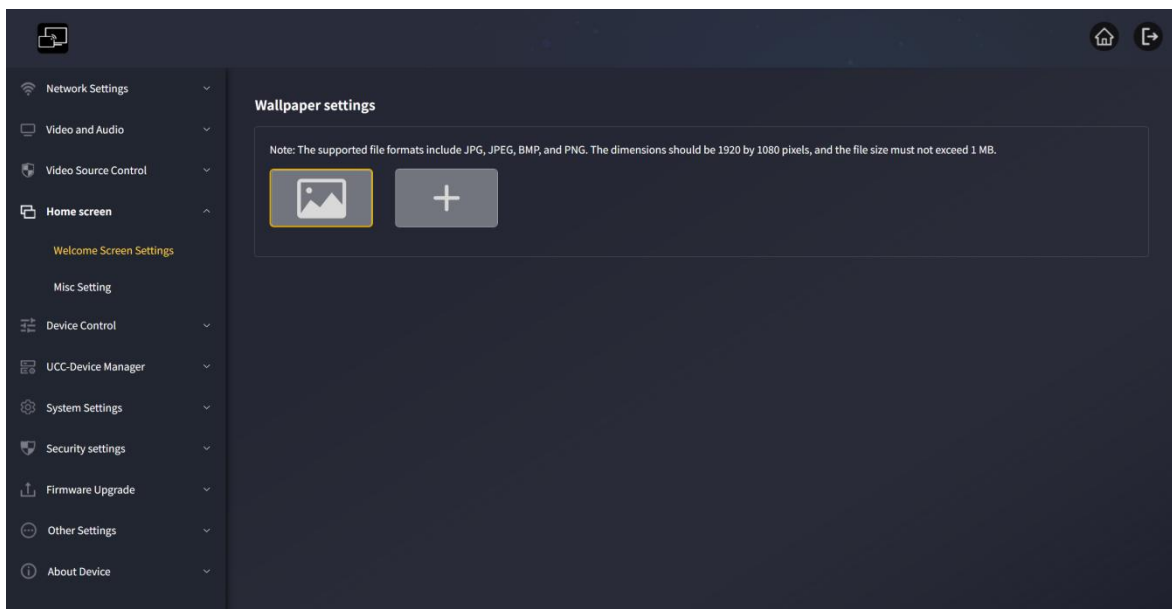 Network Settings
Video and Audio
Video Source Control
Home screen
Welcome Screen Settings
Misc Setting
Device Control
UCC-Device Manager
System Settings
Security settings
Firmware Upgrade
Other Settings
About Device
Wallpaper settings
Note: The supported file formats include JPG, JPEG, BMP, and PNG. The dimensions should be 1920 by 1080 pixels, and the file size must not exceed 1 MB.